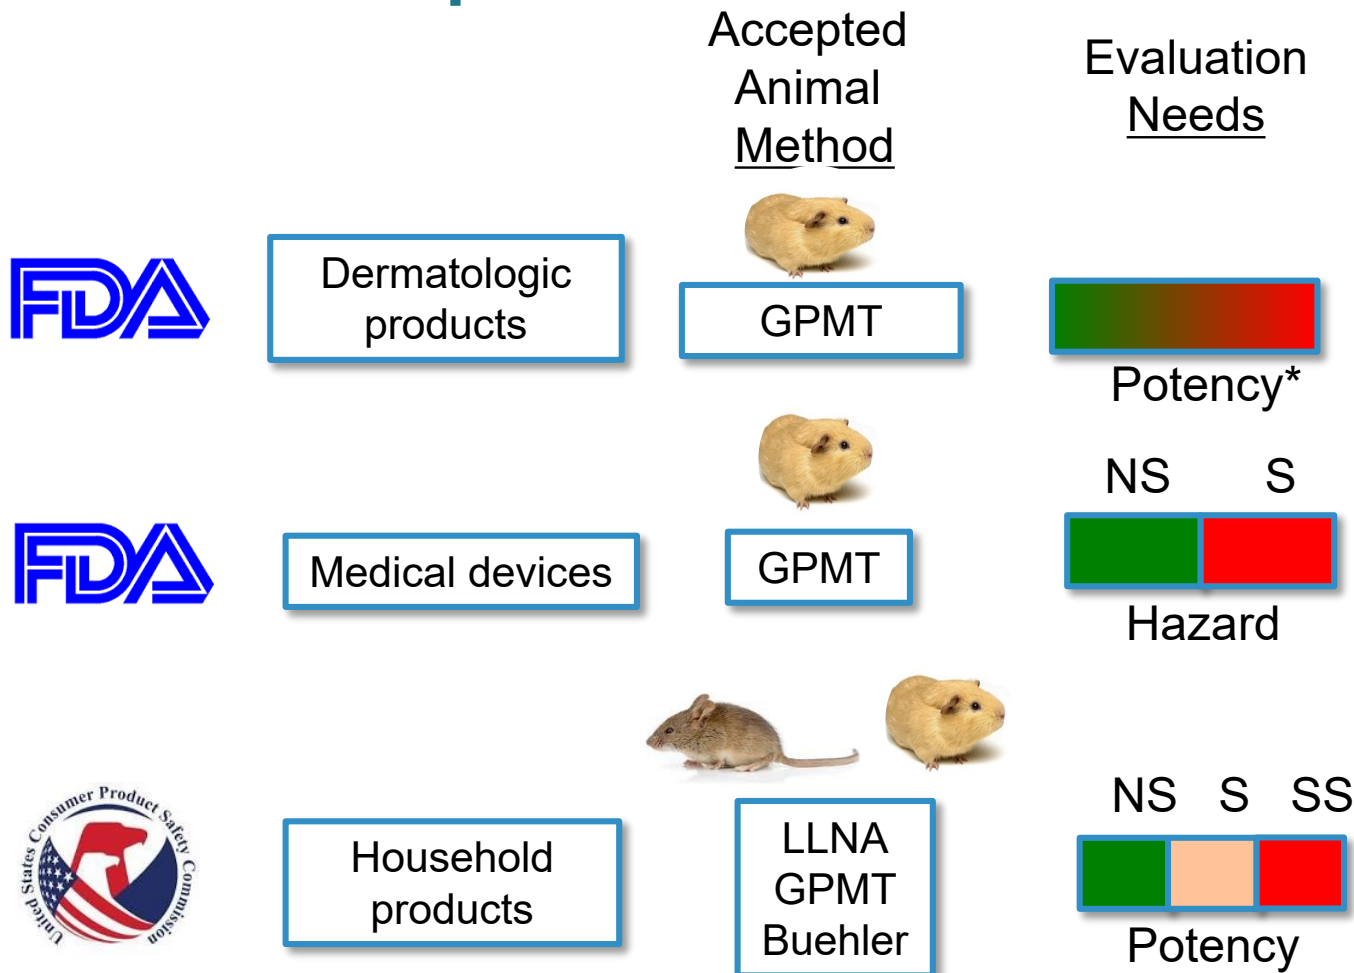 Accepted
Animal
Method
Evaluation
Needs
FDA
Dermatologic
products
GPMT
Potency*
FDA
Medical devices
GPMT
NS S
Hazard
United States Consumer Product Safety Commission
Household
products
LLNA
GPMT
Buehler
NS S SS
Potency